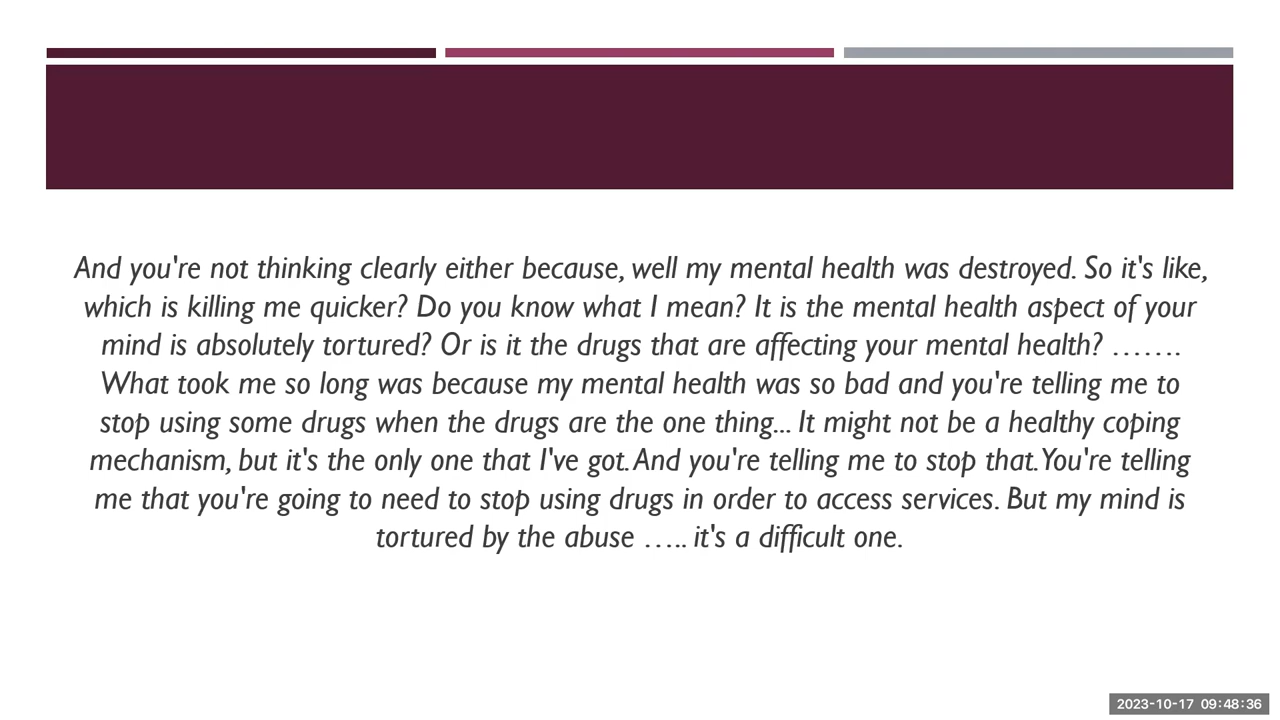 And you're not thinking clearly either because, well my mental health was destroyed. So it's like,
which is killing me quicker? Do you know what I mean? It is the mental health aspect of your
mind is absolutely tortured? Or is it the drugs that are affecting your mental health? …….
What took me so long was because my mental health was so bad and you're telling me to
stop using some drugs when the drugs are the one thing... It might not be a healthy coping
mechanism, but it's the only one that I've got. And you're telling me to stop that. You're telling
me that you're going to need to stop using drugs in order to access services. But my mind is
tortured by the abuse ….. it's a difficult one.
2023-10-17 09:48:36